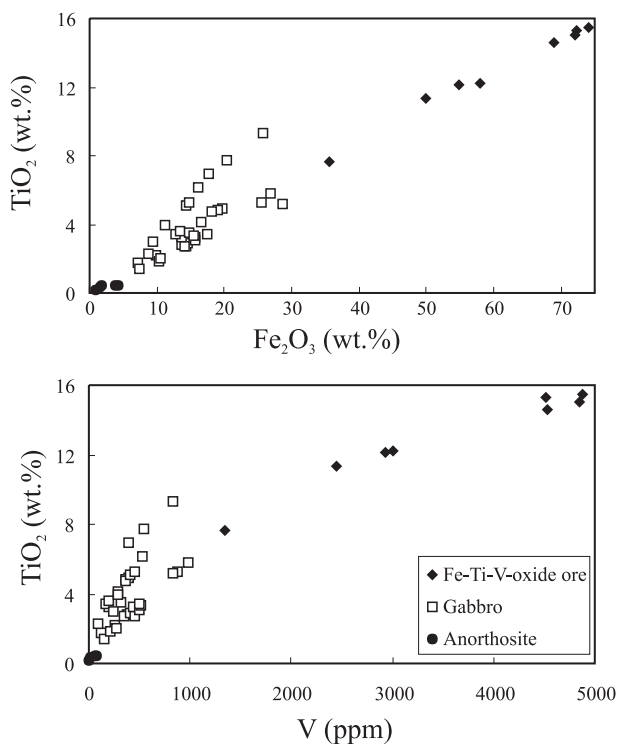 16
12
8
4
0
TiO₂ (wt.%)
0 10 20 30 40 50 60 70
Fe₂O₃ (wt.%)
16
12
8
4
0
TiO₂ (wt.%)
Fe-Ti-V-oxide ore
Gabbro
Anorthosite
0 1000 2000 3000 4000 5000
V (ppm)